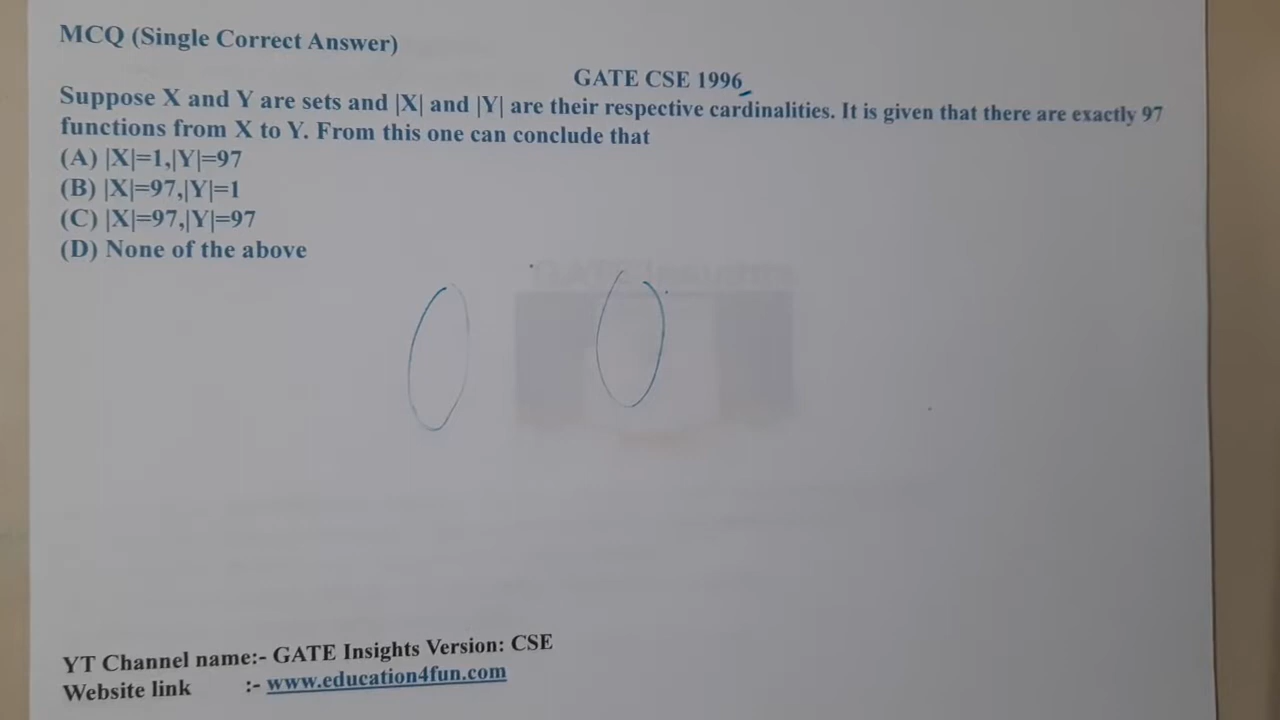 MCQ (Single Correct Answer)
GATE CSE 1996
Suppose X and Y are sets and |X| and |Y| are their respective cardinalities. It is given that there are exactly 97
functions from X to Y. From this one can conclude that
(A) |X|=1,|Y|=97
(B) |X|=97,|Y|=1
(C) |X|=97,|Y|=97
(D) None of the above
YT Channel name:- GATE Insights Version: CSE
Website link :- www.education4fun.com